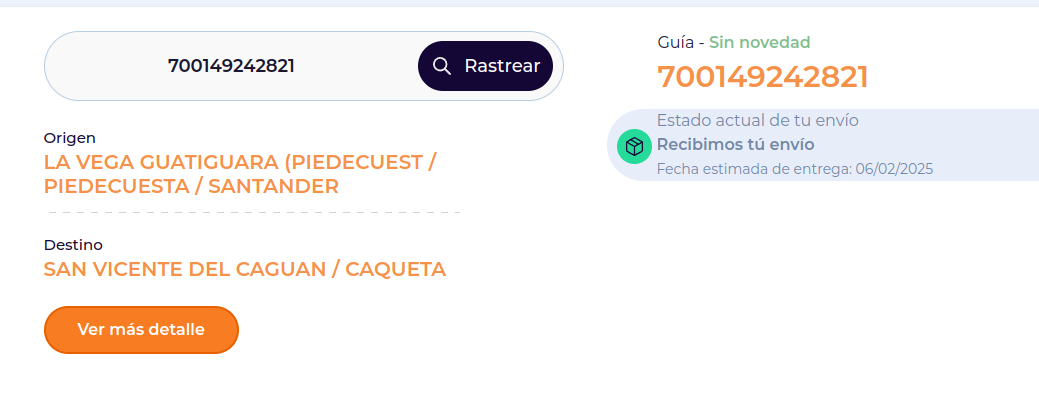 700149242821
Rastrear
Origen
LA VEGA GUATIGUARA (PIEDECUEST /
PIEDECUESTA / SANTANDER
Destino
SAN VICENTE DEL CAGUAN / CAQUETA
Ver más detalle
Guía - Sin novedad
700149242821
Estado actual de tu envío
Recibimos tú envío
Fecha estimada de entrega: 06/02/2025